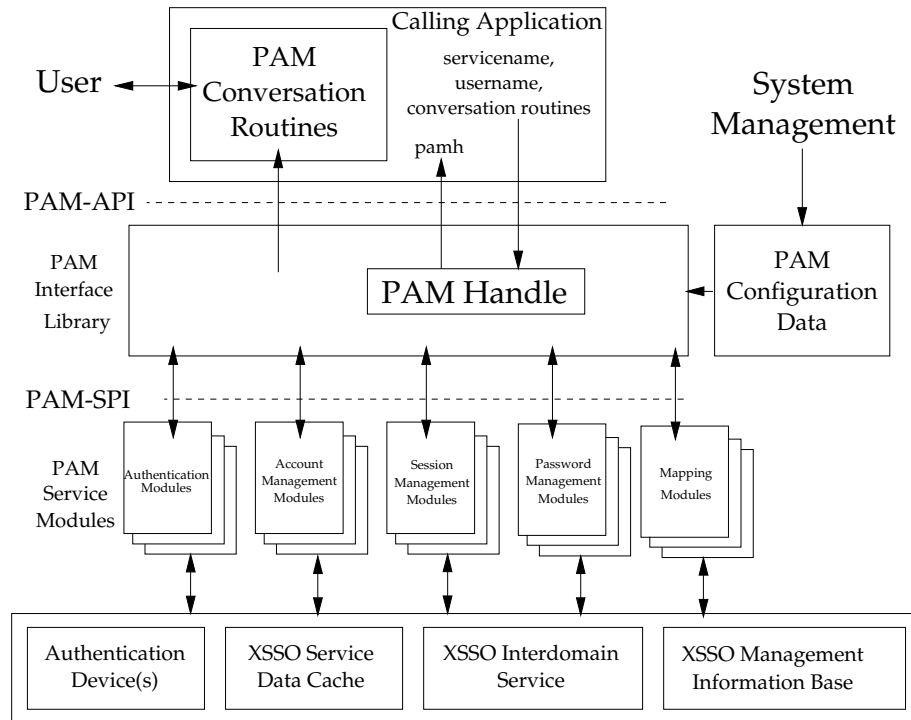 Calling Application
PAM
Conversation
Routines
servicename,
username,
conversation routines
pamh
User
System
Management
PAM-API
PAM
Interface
Library
PAM Handle
PAM
Configuration
Data
PAM-SPI
PAM
Service
Modules
Authentication
Modules
Account
Management
Modules
Session
Management
Modules
Password
Management
Modules
Mapping
Modules
Authentication
Device(s)
XSSO Service
Data Cache
XSSO Interdomain
Service
XSSO Management
Information Base